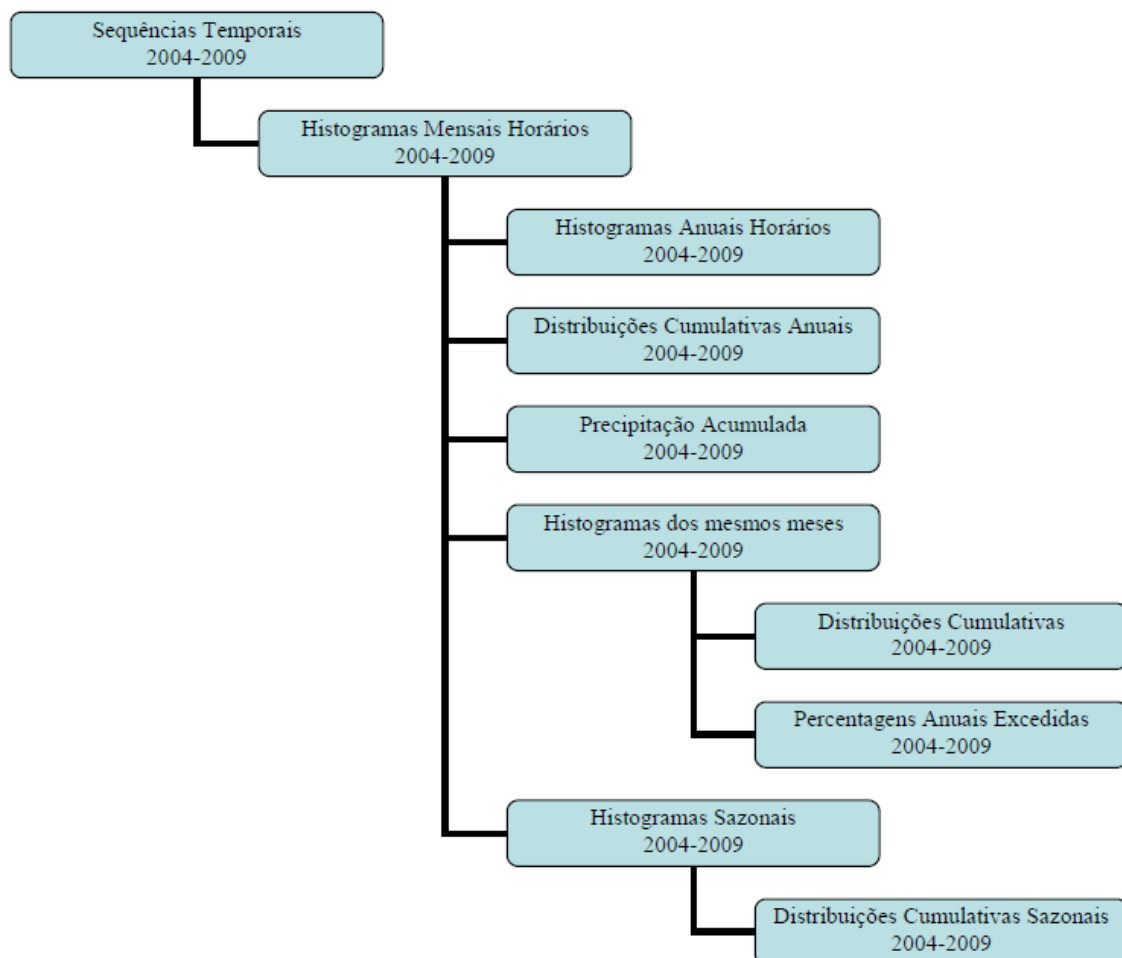 Sequências Temporais
2004-2009
Histogramas Mensais Horários
2004-2009
Histogramas Anuais Horários
2004-2009
Distribuições Cumulativas Anuais
2004-2009
Precipitação Acumulada
2004-2009
Histogramas dos mesmos meses
2004-2009
Distribuições Cumulativas
2004-2009
Percentagens Anuais Excedidas
2004-2009
Histogramas Sazonais
2004-2009
Distribuições Cumulativas Sazonais
2004-2009